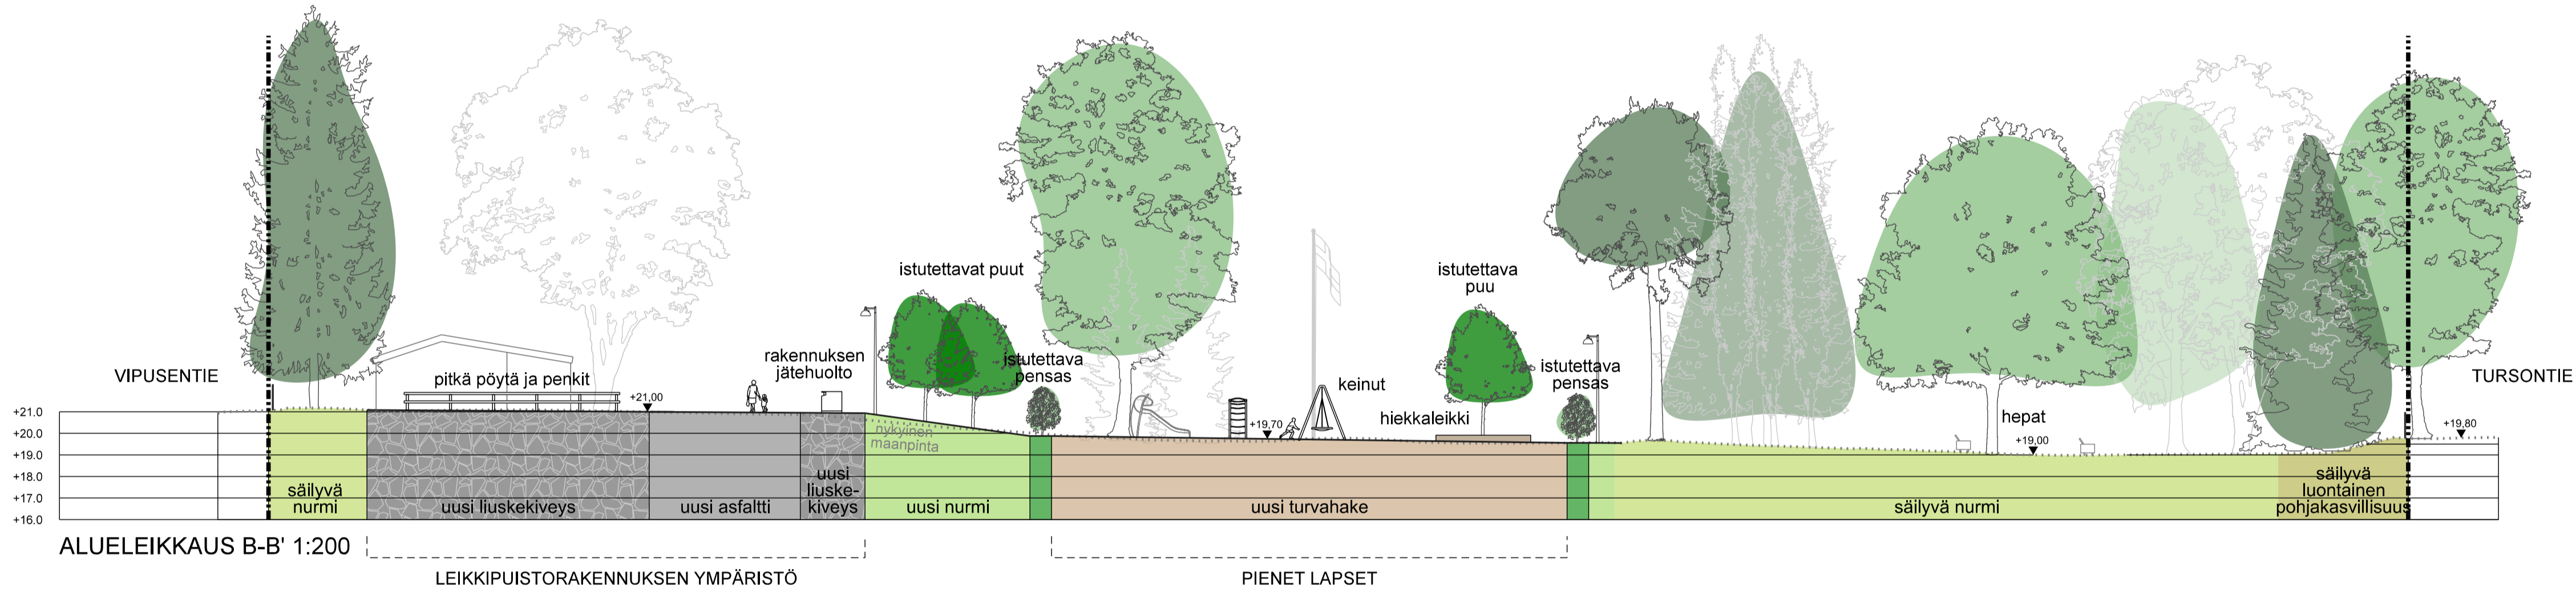 istutettavat puut
istutettava
puu
rakennuksen
jätehuolto
istutettava
pensas
istutettava
pensas
VIPUSENTIE
pitkä pöytä ja penkit
keinut
TURSONTIE
hiekkaleikki
hepat
+21,00
+19,70
+19,00
+19,80
+21.0
+20.0
+19.0
+18.0
+17.0
+16.0
nykyinen
maanpinta
säilyvä
nurmi
uusi liuskekiveys
uusi asfaltti
uusi
liuske-
kiveys
uusi nurmi
uusi turvahake
säilyvä nurmi
säilyvä
luontainen
pohjakasvillisuus
ALUELEIKKAUS B-B' 1:200
LEIKKIPUISTORAKENNUKSEN YMPÄRISTÖ
PIENET LAPSET